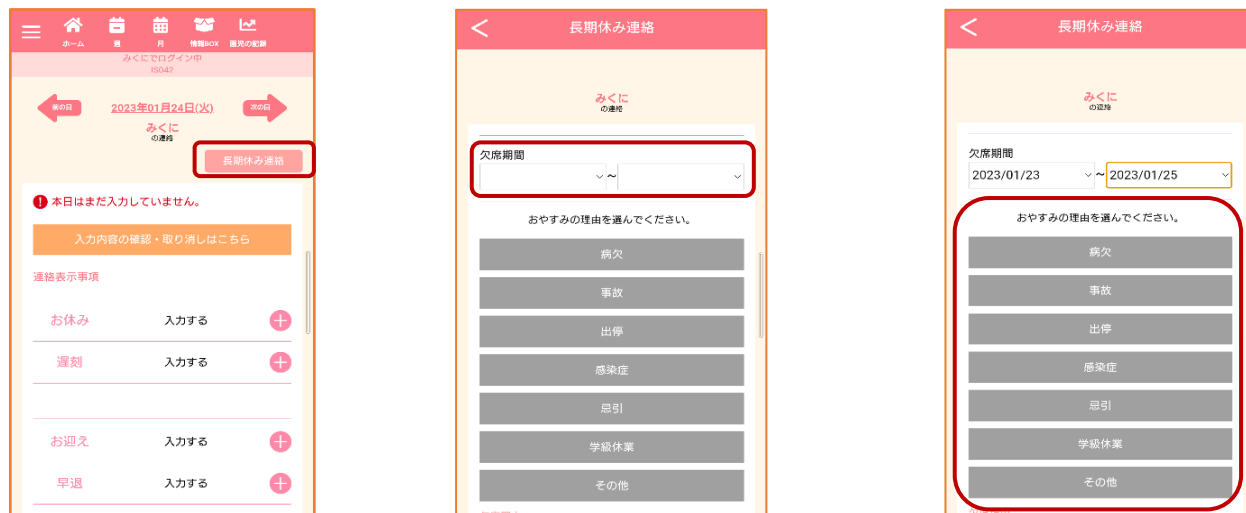 ホーム
週
月
情報BOX
園児の記録
みくにでログイン中
IS042
前の日
2023年01月24日(火)
次の日
みくに
の連絡
長期休み連絡
! 本日はまだ入力していません。
入力内容の確認・取り消しはこちら
連絡表示事項
お休み 入力する
遅刻 入力する
お迎え 入力する
早退 入力する
長期休み連絡
みくに
の連絡
欠席期間
~
おやすみの理由を選んでください。
病欠
事故
出停
感染症
忌引
学級休業
その他
長期休み連絡
みくに
の連絡
欠席期間
2023/01/23 ~ 2023/01/25
おやすみの理由を選んでください。
病欠
事故
出停
感染症
忌引
学級休業
その他